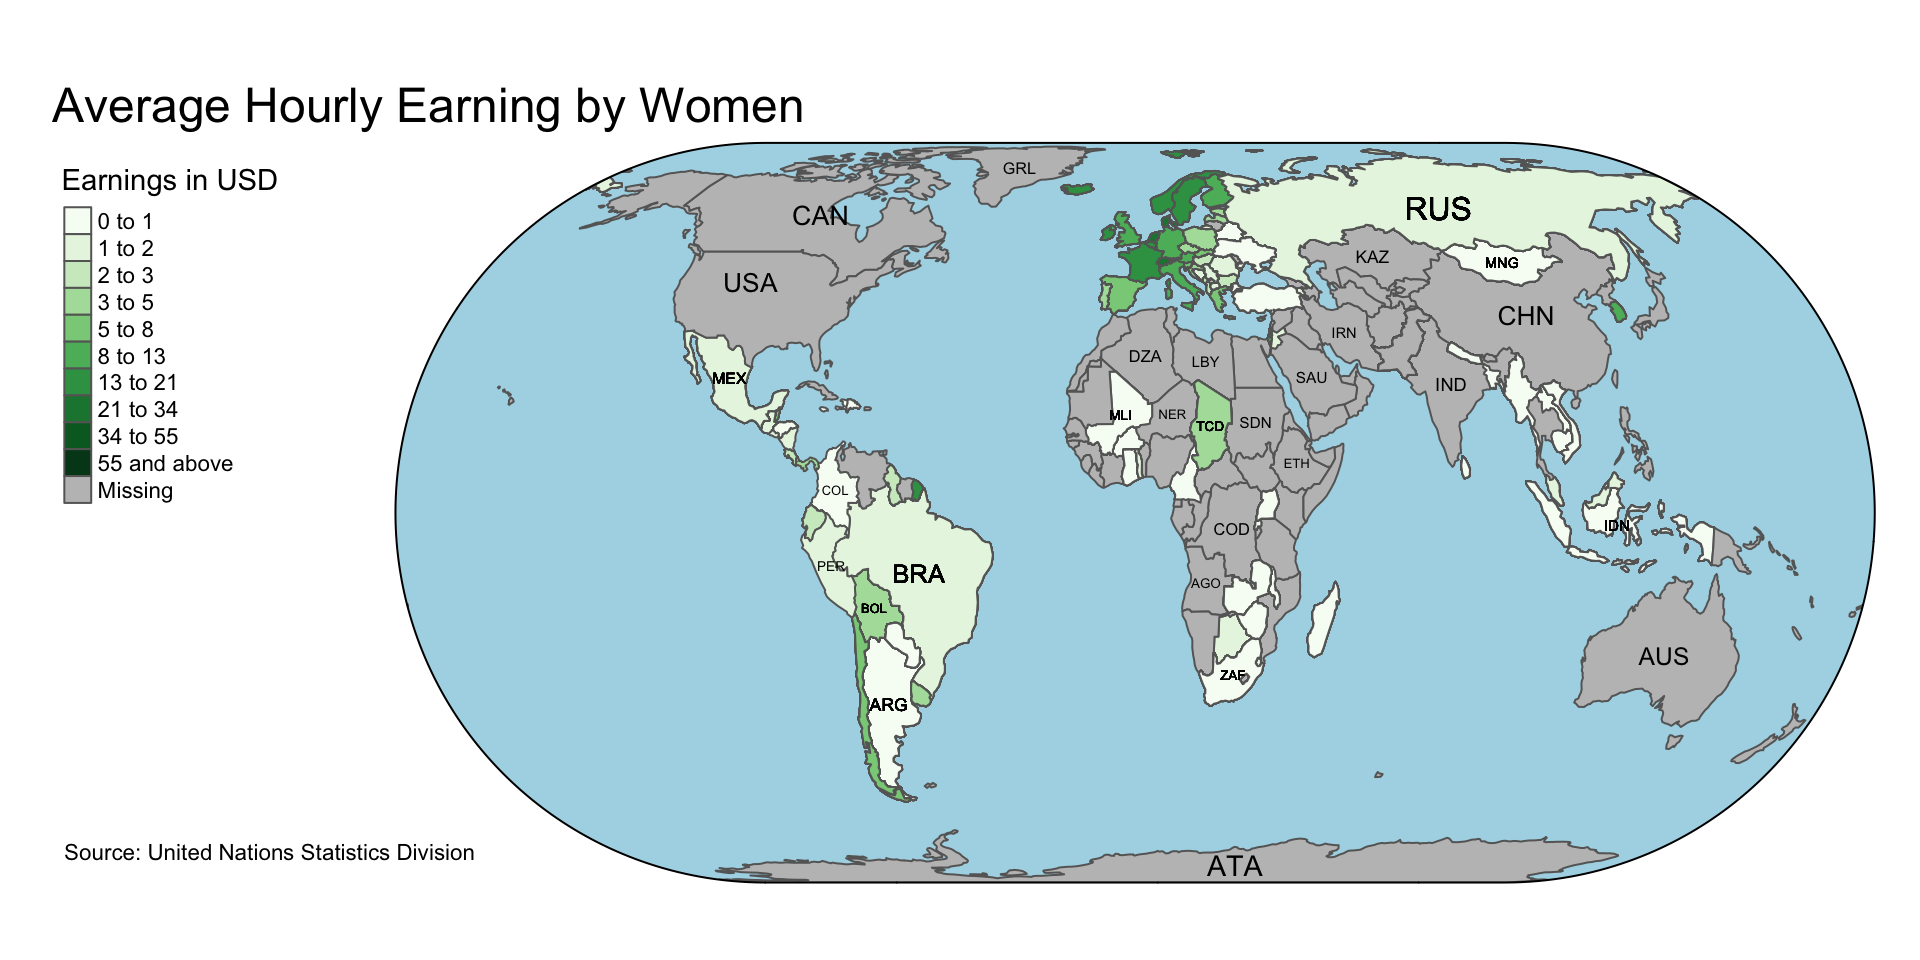 Average Hourly Earning by Women
Earnings in USD
0 to 1
1 to 2
2 to 3
3 to 5
5 to 8
8 to 13
13 to 21
21 to 34
34 to 55
55 and above
Missing
GRL
CAN
RUS
USA
KAZ
MNG
CHN
IRN
DZA
LBY
SAU
IND
MEX
MLI
NER
TCD
SDN
ETH
COL
COD
IDN
PER
BRA
AGO
BOL
AUS
ZAF
ARG
Source: United Nations Statistics Division
ATA